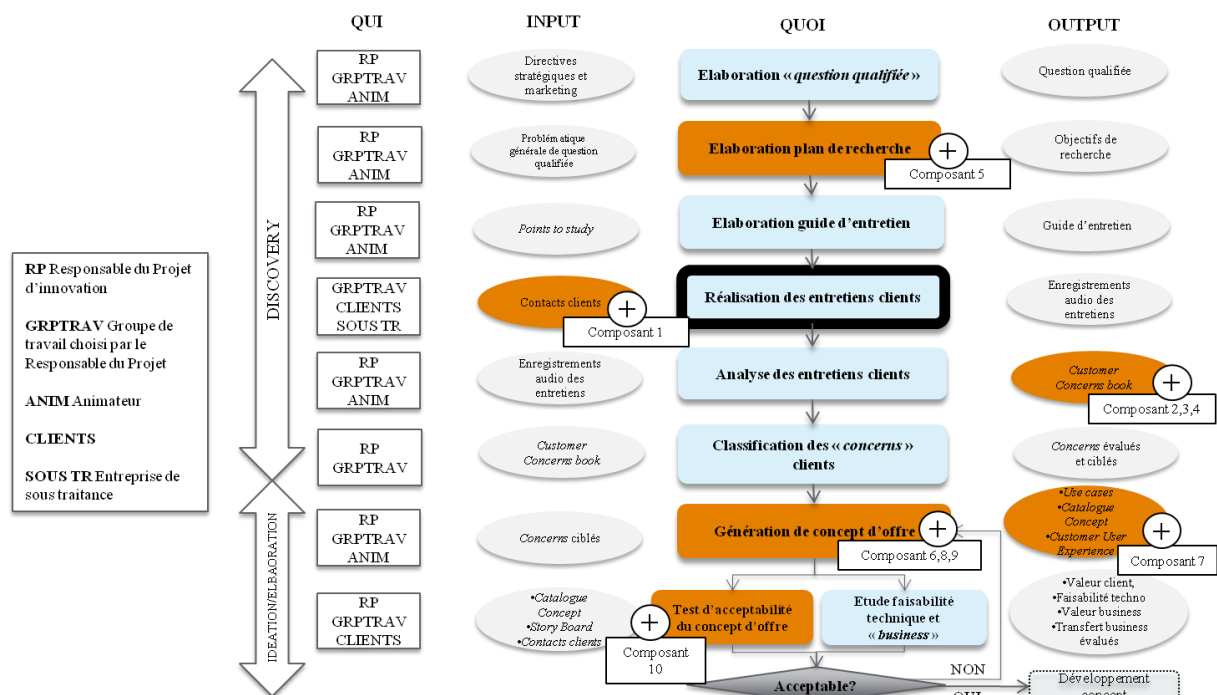 QUI
INPUT
QUOI
OUTPUT
DISCOVERY
IDEATION/ELBAORATION
RP Responsable du Projet
d'innovation
GRPTRAV Groupe de
travail choisi par le
Responsable du Projet
ANIM Animateur
CLIENTS
SOUS TR Entreprise de
sous traitance
RP
GRPTRAV
ANIM
Directives
stratégiques et
marketing
Elaboration « question qualifiée »
Question qualifiée
RP
GRPTRAV
ANIM
Problématique
générale de question
qualifiée
Elaboration plan de recherche
+
Composant 5
Objectifs de
recherche
RP
GRPTRAV
ANIM
Points to study
Elaboration guide d'entretien
Guide d'entretien
GRPTRAV
CLIENTS
SOUS TR
Contacts clients
+
Composant 1
Réalisation des entretiens clients
Enregistrements
audio des
entretiens
RP
GRPTRAV
ANIM
Enregistrements
audio des
entretiens
Analyse des entretiens clients
Customer
Concerns book
+
Composant 2,3,4
RP
GRPTRAV
Customer
Concerns book
Classification des « concerns »
clients
Concerns évalués
et ciblés
RP
GRPTRAV
ANIM
Concerns ciblés
Génération de concept d'offre
+
Composant 6,8,9
•Use cases
•Catalogue
Concept
•Customer User
Experience
+
Composant 7
RP
GRPTRAV
CLIENTS
•Catalogue
Concept
•Story Board
•Contacts clients
+
Composant
10
Test d'acceptabilité
du concept d'offre
Etude faisabilité
technique et
« business »
•Valeur client,
•Faisabilité techno
•Valeur business
•Transfert business
évalués
Acceptable?
NON
OUI
Développement
concept